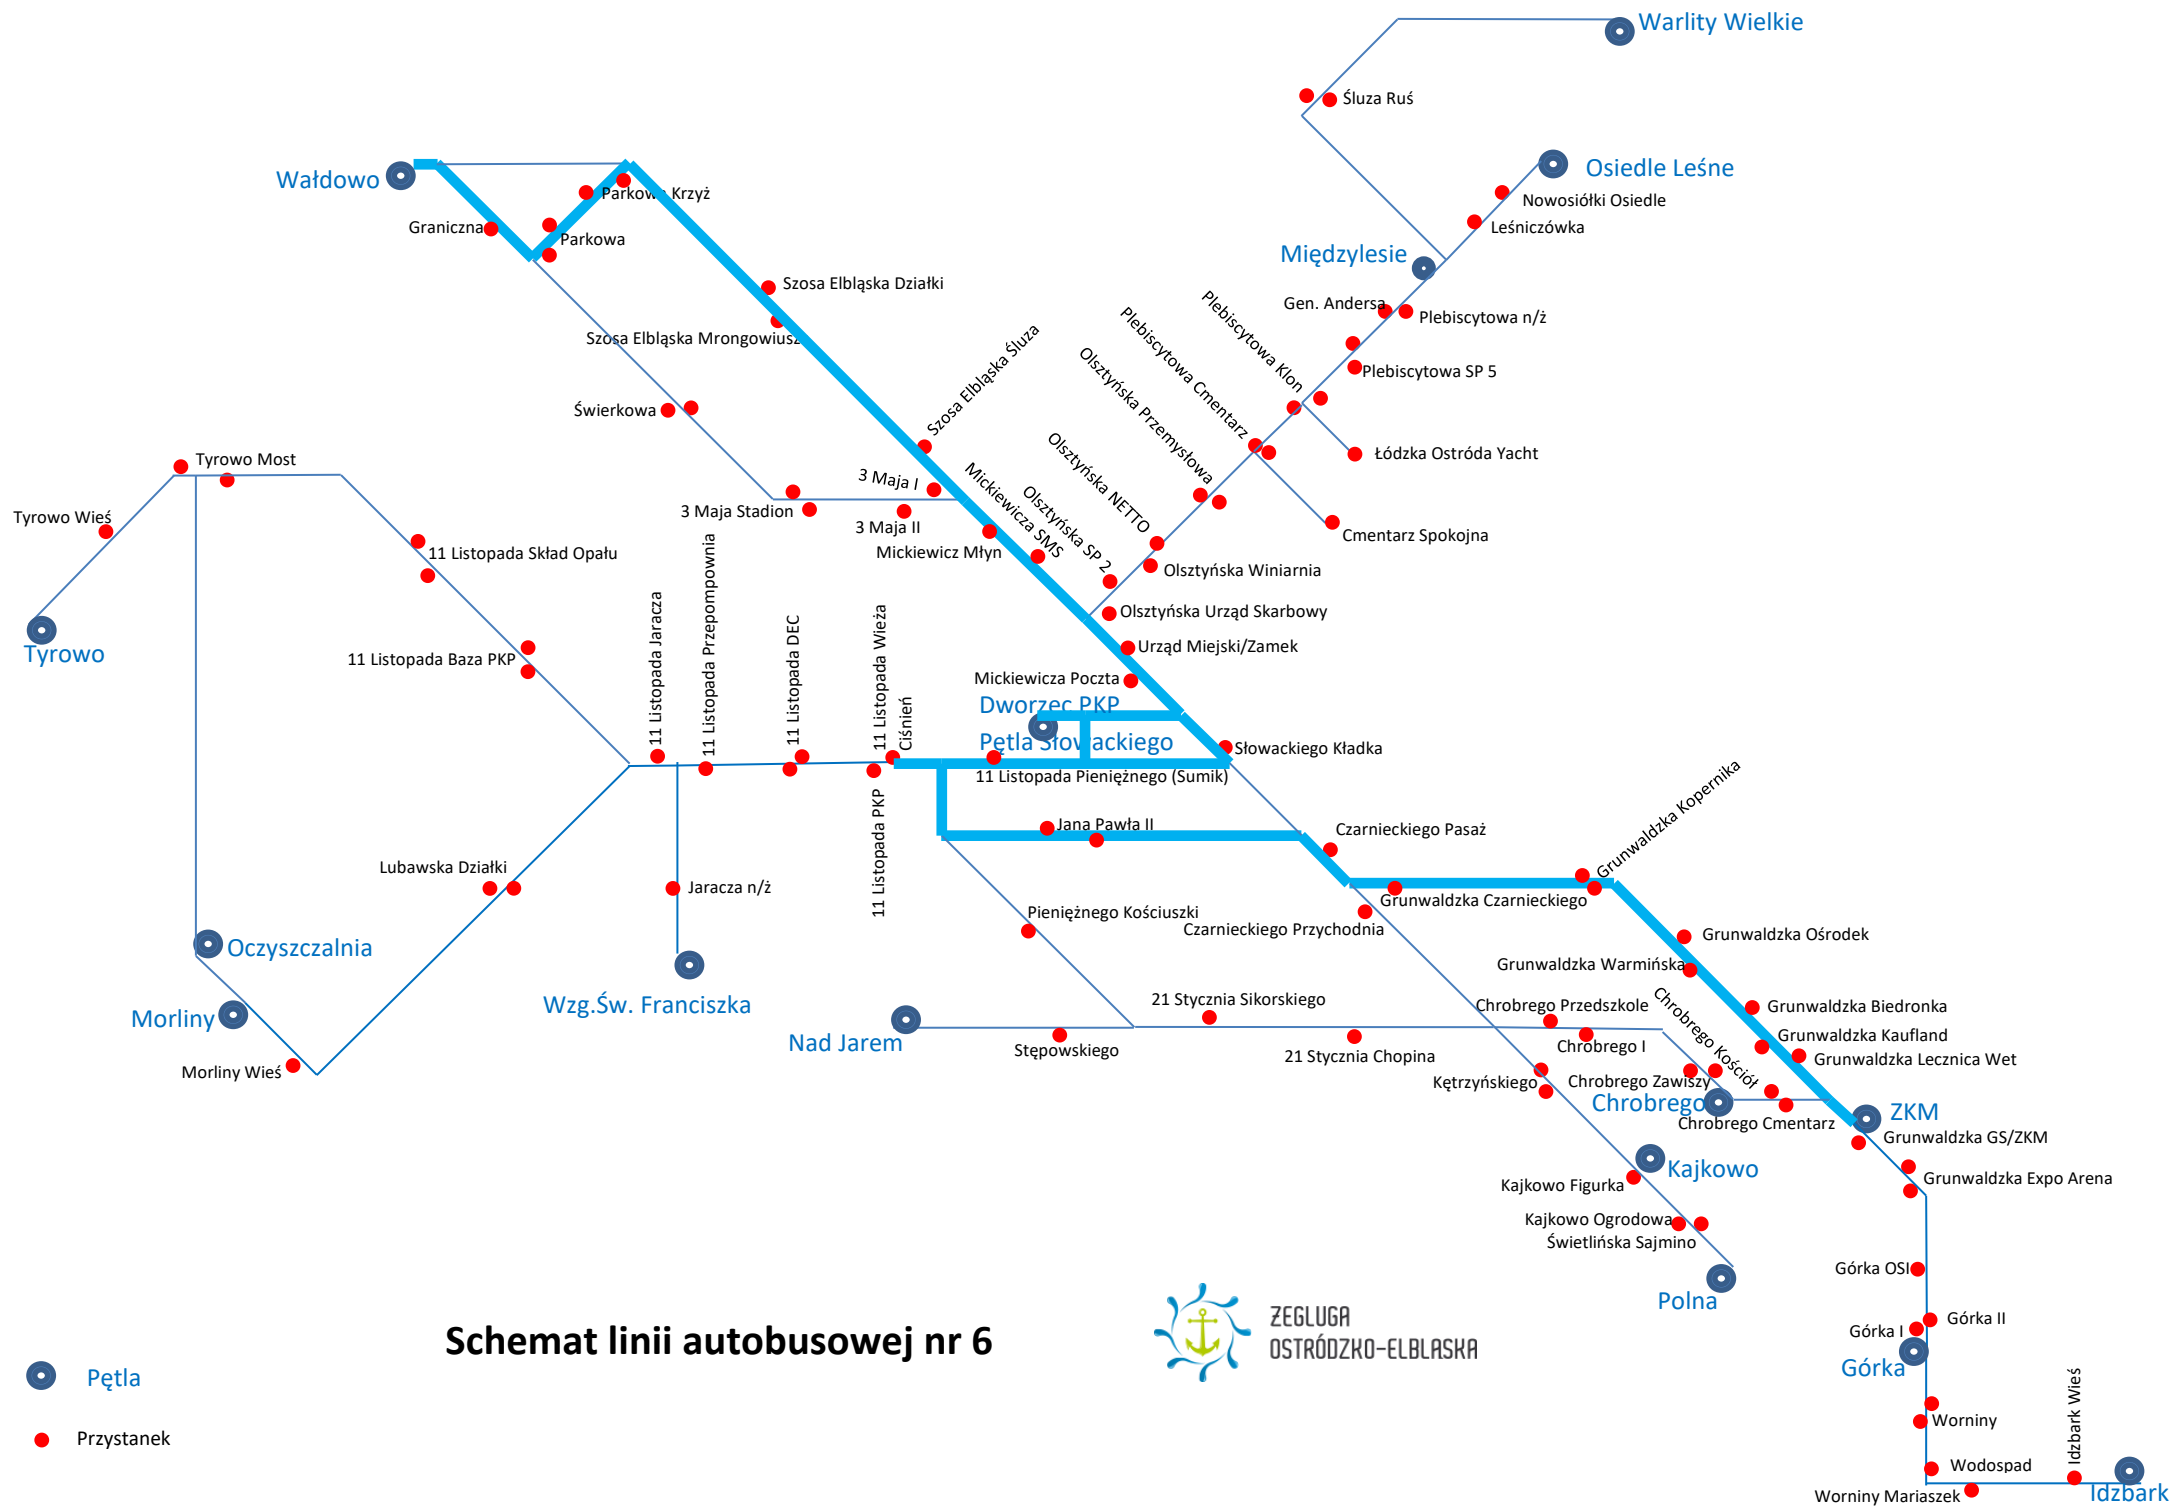 Warlity Wielkie
Śluza Ruś
Osiedle Leśne
Wałdowo
Parkowa Krzyż
Nowosiółki Osiedle
Graniczna
Leśniczówka
Parkowa
Międzylesie
Szosa Elbląska Działki
Gen. Andersa
Plebiscytowa n/ż
Szosa Elbląska Mrongowiusz
Szosa Elbląska Śluza
Plebiscytowa Klon
Plebiscytowa Cmentarz
Olsztyńska Przemysłowa
Plebiscytowa SP 5
Świerkowa
Olsztyńska NETTO
Łódzka Ostróda Yacht
Tyrowo Most
3 Maja I
Mickiewicza SMS
Olsztyńska SP 2
3 Maja Stadion
Tyrowo Wieś
3 Maja II
Cmentarz Spokojna
11 Listopada Skład Opału
Mickiewicz Młyn
Olsztyńska Winiarnia
Olsztyńska Urząd Skarbowy
11 Listopada Jaracza
11 Listopada Przepompownia
11 Listopada DEC
11 Listopada Wieża
Ciśnień
Tyrowo
11 Listopada Baza PKP
Urząd Miejski/Zamek
Mickiewicza Poczta
Dworzec PKP
Pętla Słowackiego
Słowackiego Kładka
11 Listopada Pieniężnego (Sumik)
Grunwaldzka Kopernika
11 Listopada PKP
Jana Pawła II
Czarnieckiego Pasaż
Lubawska Działki
Jaracza n/ż
Grunwaldzka Czarnieckiego
Pieniężnego Kościuszki
Czarnieckiego Przychodnia
Grunwaldzka Ośrodek
Oczyszczalnia
Grunwaldzka Warmińska
Wzg.Św. Franciszka
21 Stycznia Sikorskiego
Chrobrego Przedszkole
Chrobrego Kościół
Grunwaldzka Biedronka
Morliny
Nad Jarem
Stępowskiego
21 Stycznia Chopina
Chrobrego I
Grunwaldzka Kaufland
Grunwaldzka Lecznica Wet
Morliny Wieś
Kętrzyńskiego
Chrobrego Zawiszy
Chrobrego
ZKM
Chrobrego Cmentarz
Grunwaldzka GS/ZKM
Kajkowo
Grunwaldzka Expo Arena
Kajkowo Figurka
Kajkowo Ogrodowa
Świetlińska Sajmino
Górka OSI
Polna
Górka II
Górka I
Górka
Schemat linii autobusowej nr 6
ŻEGLUGA
OSTRÓDZKO-ELBLASKA
Pętla
Przystanek
Worniny
Idzbark Wieś
Wodospad
Worniny Mariaszek
Idzbark